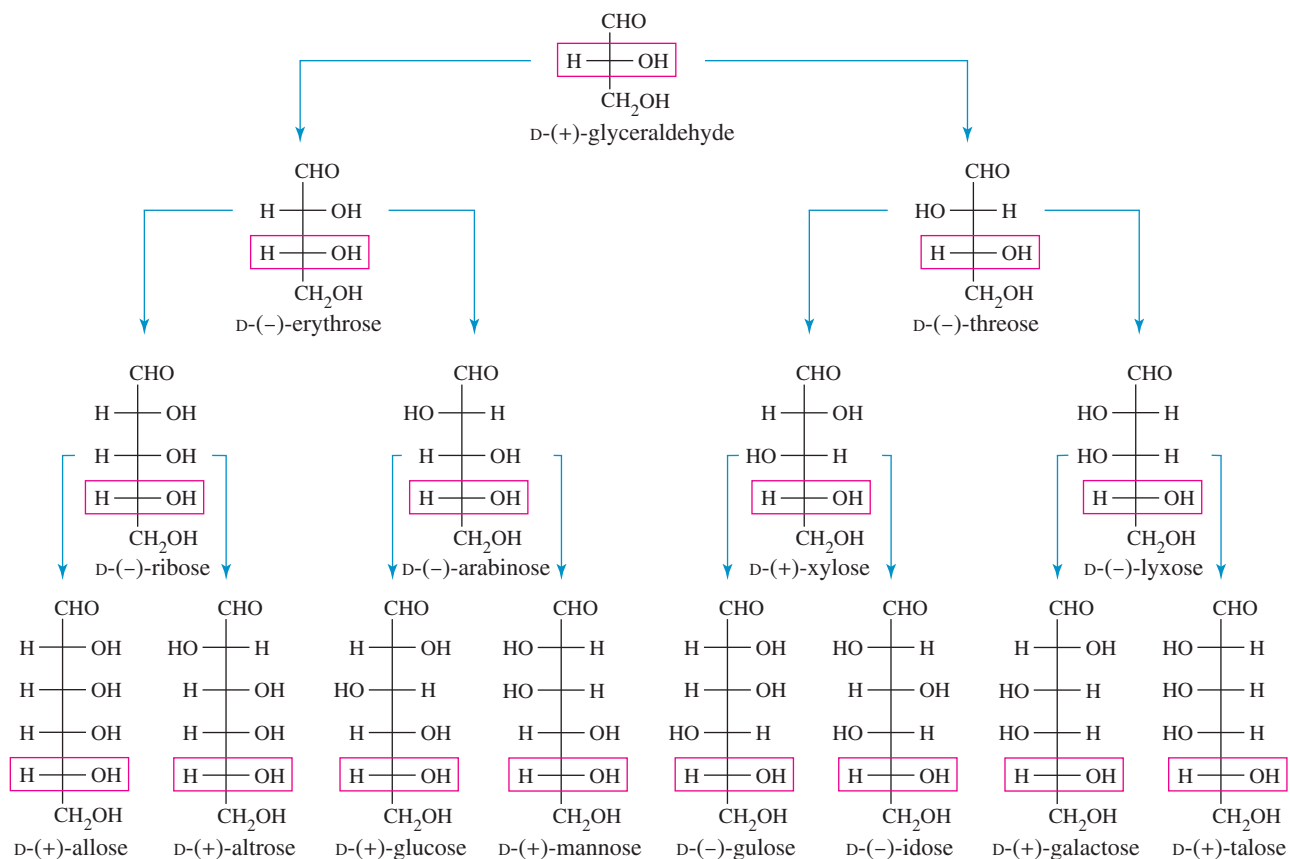 CHO
H OH
CH₂OH
D-(+)-glyceraldehyde
CHO CHO
H OH HO H
H OH H OH
CH₂OH CH₂OH
D-(−)-erythrose D-(−)-threose
CHO CHO CHO CHO
H OH HO H H OH HO H
H OH H OH HO H HO H
H OH H OH H OH H OH
CH₂OH CH₂OH CH₂OH CH₂OH
D-(−)-ribose D-(−)-arabinose D-(+)-xylose D-(−)-lyxose
CHO CHO CHO CHO CHO CHO CHO CHO
H OH HO H H OH HO H H OH HO H H OH HO H
H OH H OH HO H HO H H OH H OH HO H HO H
H OH H OH H OH H OH HO H HO H HO H HO H
H OH H OH H OH H OH H OH H OH H OH H OH
CH₂OH CH₂OH CH₂OH CH₂OH CH₂OH CH₂OH CH₂OH CH₂OH
D-(+)-allose D-(+)-altrose D-(+)-glucose D-(+)-mannose D-(−)-gulose D-(−)-idose D-(+)-galactose D-(+)-talose